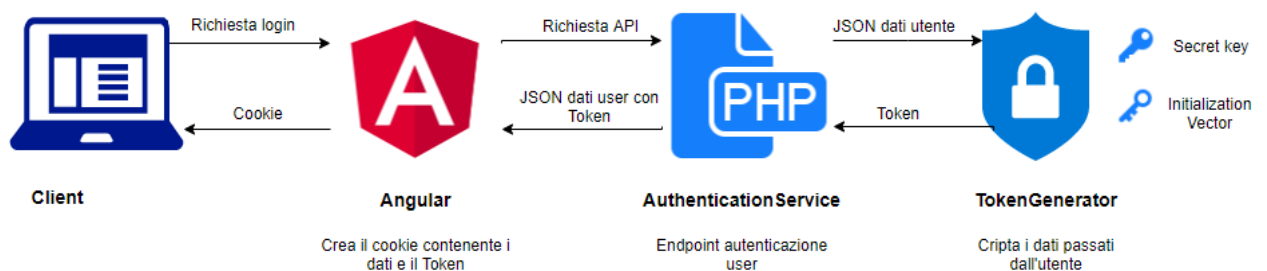 Richiesta login
Richiesta API
JSON dati utente
Secret key
A
PHP
JSON dati user con
Token
Cookie
Token
Initialization
Vector
Client
Angular
AuthenticationService
TokenGenerator
Crea il cookie contenente i
dati e il Token
Endpoint autenticazione
user
Cripta i dati passati
dall'utente